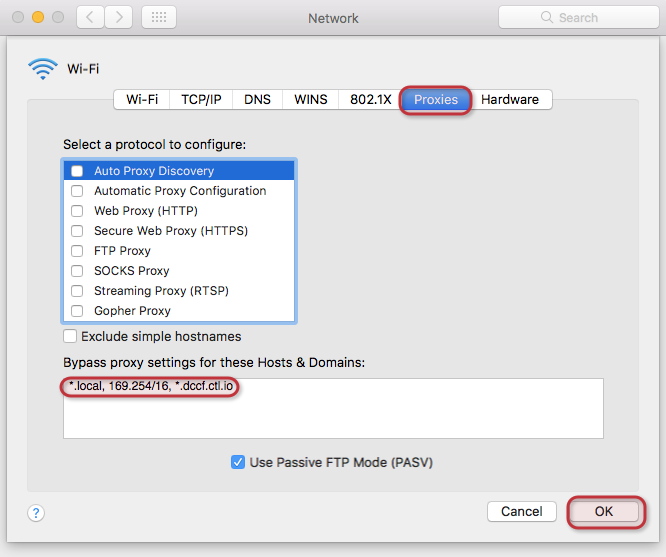 Network
Search
Wi-Fi
Wi-Fi TCP/IP DNS WINS 802.1X Proxies Hardware
Select a protocol to configure:
Auto Proxy Discovery
Automatic Proxy Configuration
Web Proxy (HTTP)
Secure Web Proxy (HTTPS)
FTP Proxy
SOCKS Proxy
Streaming Proxy (RTSP)
Gopher Proxy
Exclude simple hostnames
Bypass proxy settings for these Hosts & Domains:
*.local, 169.254/16, *.dccf.ctl.io
Use Passive FTP Mode (PASV)
? Cancel OK